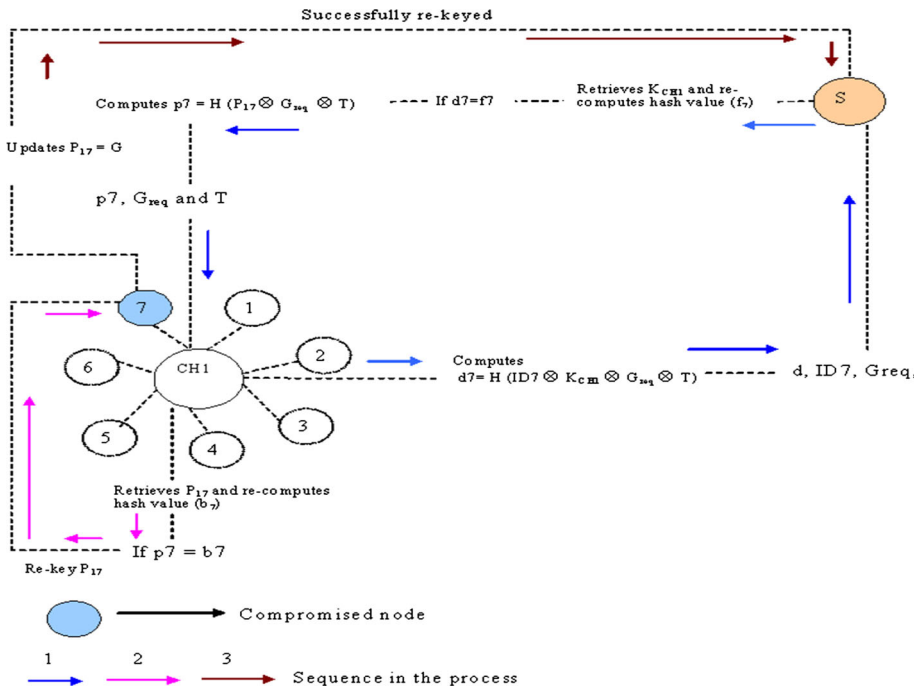 Successfully re-keyed
Computes p7 = H (P17 ⊗ Greq ⊗ T)
If d7=f7
Retrieves KCH1 and re-
computes hash value (f7)
S
Updates P17 = G
p7, Greq and T
7
1
CH1
2
6
3
5
4
Computes
d7= H (ID7 ⊗ KCH1 ⊗ Greq ⊗ T)
d, ID7, Greq,
Retrieves P17 and re-computes
hash value (b7)
If p7 = b7
Re-key P17
Compromised node
1 2 3
Sequence in the process